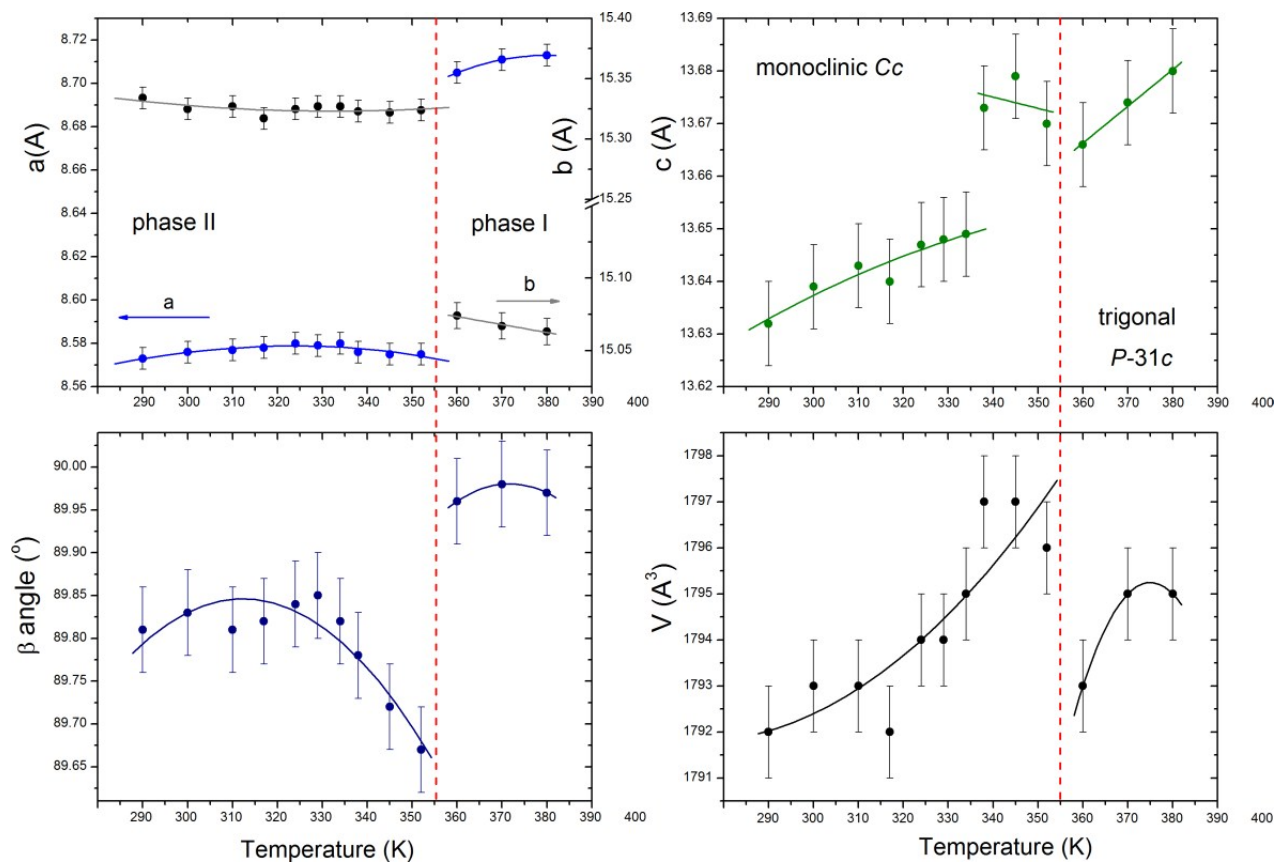 8.72
8.70
8.68
8.66
8.64
8.62
8.60
8.58
8.56
a(A)
15.40
15.35
15.30
15.25
15.10
15.05
b (A)
phase II
phase I
a
b
290 300 310 320 330 340 350 360 370 380 390 400
13.69
13.68
13.67
13.66
13.65
13.64
13.63
13.62
c (A)
monoclinic Cc
trigonal
P-31c
290 300 310 320 330 340 350 360 370 380 390 400
90.00
89.95
89.90
89.85
89.80
89.75
89.70
89.65
β angle (°)
290 300 310 320 330 340 350 360 370 380 390 400
Temperature (K)
1798
1797
1796
1795
1794
1793
1792
1791
V (A³)
290 300 310 320 330 340 350 360 370 380 390 400
Temperature (K)